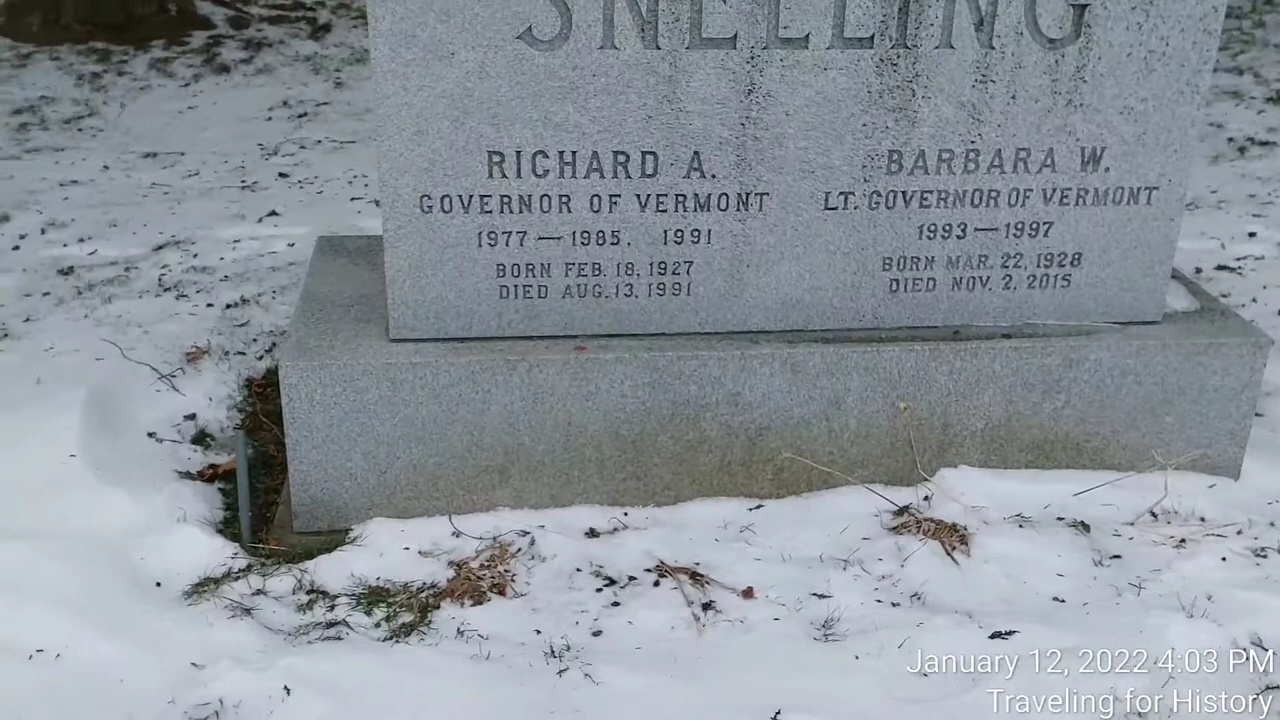 SNELLING
RICHARD A.
GOVERNOR OF VERMONT
1977 — 1985, 1991
BORN FEB. 18, 1927
DIED AUG. 13, 1991
BARBARA W.
LT. GOVERNOR OF VERMONT
1993 — 1997
BORN MAR. 22, 1928
DIED NOV. 2, 2015
January 12, 2022 4:03 PM
Traveling for History